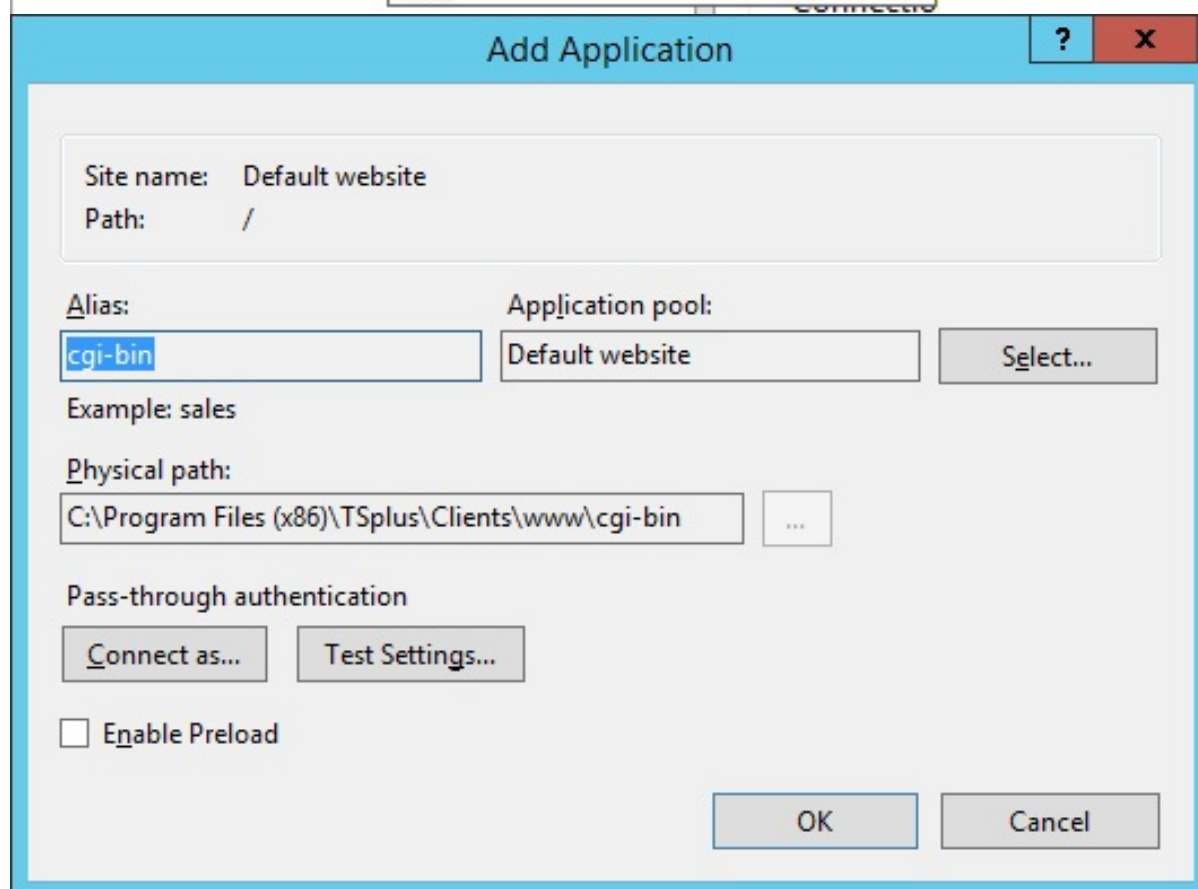 Connectio
Add Application
?
x
Site name: Default website
Path: /
Alias:
Application pool:
cgi-bin
Default website
Select...
Example: sales
Physical path:
C:\Program Files (x86)\TSplus\Clients\www\cgi-bin
...
Pass-through authentication
Connect as...
Test Settings...
Enable Preload
OK
Cancel